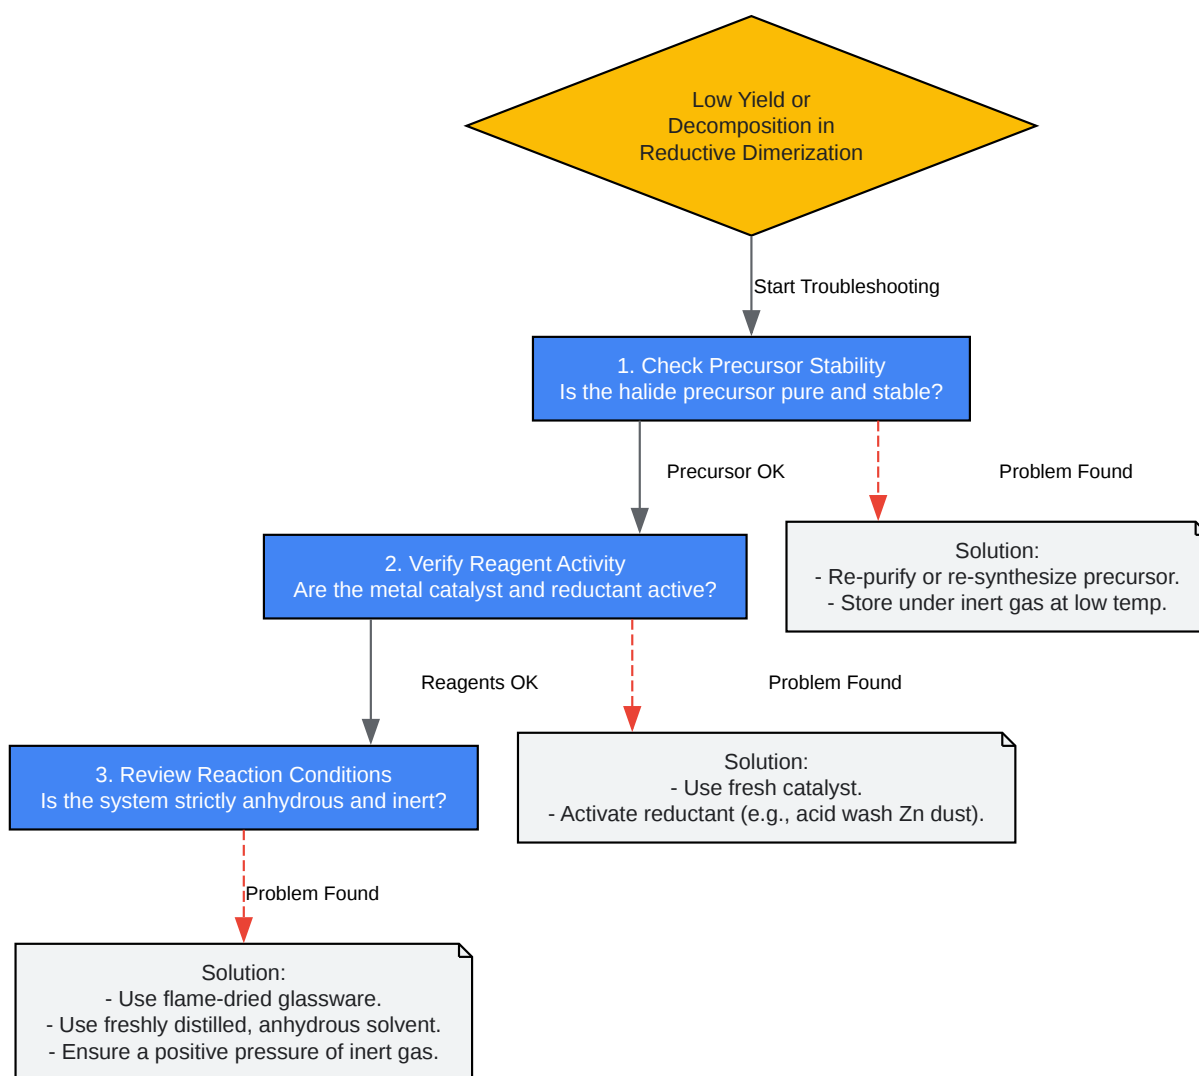 Low Yield or
Decomposition in
Reductive Dimerization
Start Troubleshooting
1. Check Precursor Stability
Is the halide precursor pure and stable?
Precursor OK
Problem Found
2. Verify Reagent Activity
Are the metal catalyst and reductant active?
Solution:
- Re-purify or re-synthesize precursor.
- Store under inert gas at low temp.
Reagents OK
Problem Found
3. Review Reaction Conditions
Is the system strictly anhydrous and inert?
Solution:
- Use fresh catalyst.
- Activate reductant (e.g., acid wash Zn dust).
Problem Found
Solution:
- Use flame-dried glassware.
- Use freshly distilled, anhydrous solvent.
- Ensure a positive pressure of inert gas.